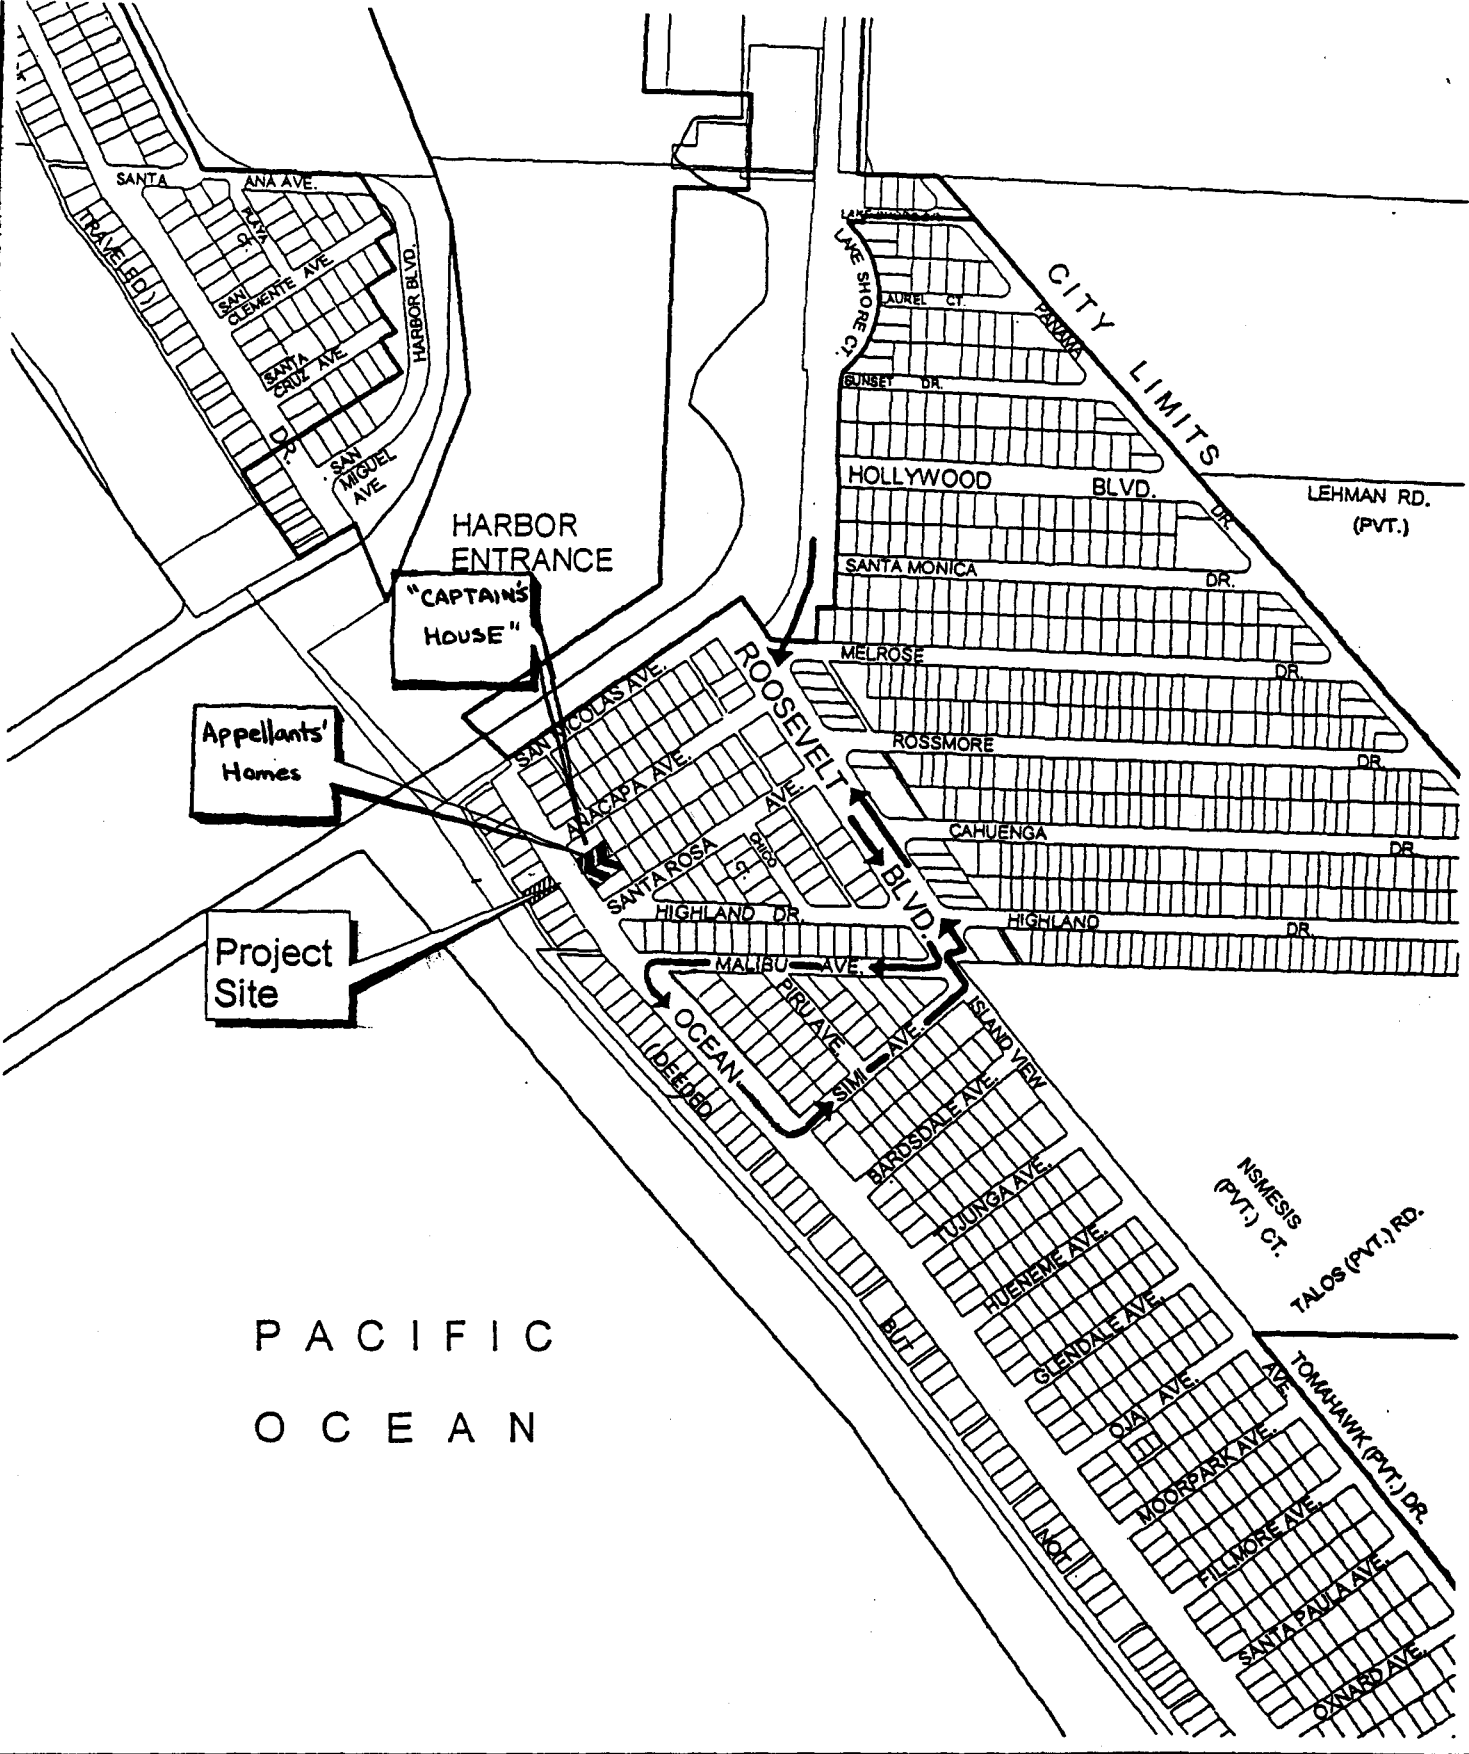 SANTA ANA AVE.
PLAYA CT.
(TRAVELED)
SAN CLEMENTE AVE.
HARBOR BLVD.
SANTA CRUZ AVE.
DR.
SAN MIGUEL AVE.
LAKE SHORE CT.
LAUREL CT.
PANAMA
CITY LIMITS
SUNSET DR.
HOLLYWOOD BLVD.
DR.
LEHMAN RD.
(PVT.)
HARBOR
ENTRANCE
SANTA MONICA DR.
"CAPTAIN'S
HOUSE"
MELROSE DR.
ROOSEVELT BLVD.
SAN NICOLAS AVE.
Appellants'
Homes
ROSSMORE DR.
ANACAPA AVE.
CAHUENGA DR.
SANTA ROSA AVE.
CHICO CT.
HIGHLAND DR.
HIGHLAND DR.
Project
Site
MALIBU AVE.
PIRU AVE.
OCEAN
(DEEDED
SIMI AVE.
ISLAND VIEW
BARDSDALE AVE.
TUJUNGA AVE.
NSMESIS
(PVT.) CT.
HUENEME AVE.
TALOS (PVT.) RD.
BUT
GLENDALE AVE.
PACIFIC
OCEAN
OJAI AVE.
AVE.
TOMAHAWK (PVT.) DR.
MOORPARK AVE.
NOT
FILLMORE AVE.
SANTA PAULA AVE.
OXNARD AVE.